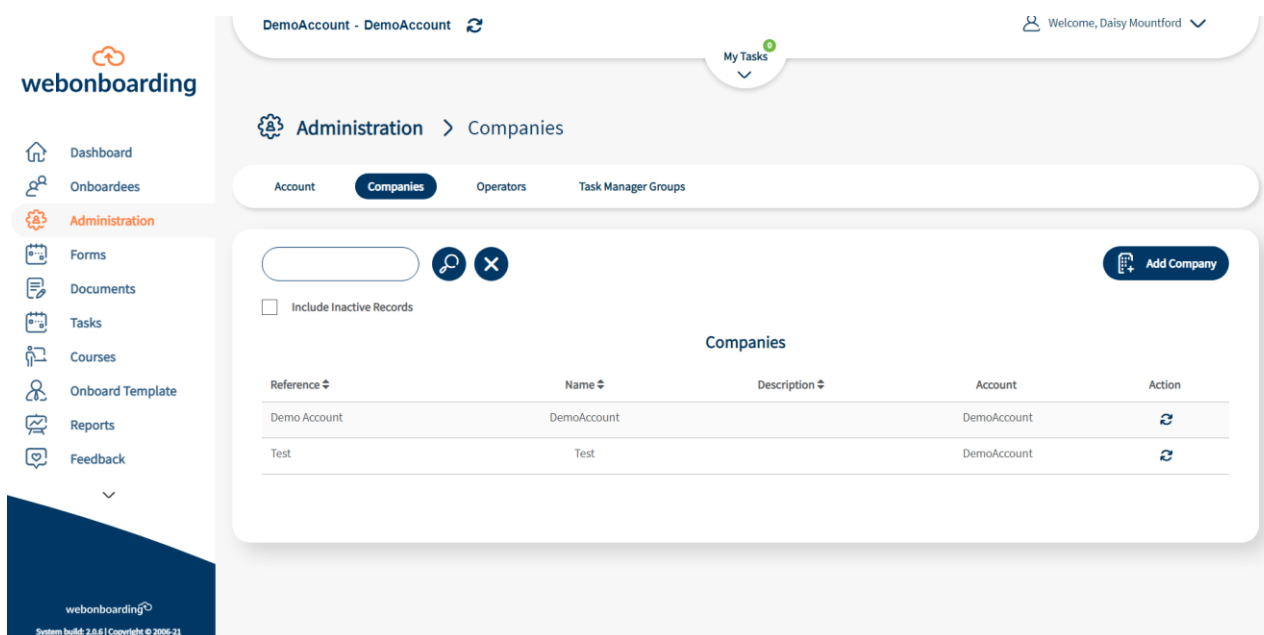 webonboarding
Dashboard
Onboardees
Administration
Forms
Documents
Tasks
Courses
Onboard Template
Reports
Feedback
webonboarding
System build: 2.0.6 | Copyright © 2006-21
DemoAccount - DemoAccount
Welcome, Daisy Mountford
My Tasks 0
Administration > Companies
Account Companies Operators Task Manager Groups
Add Company
Include Inactive Records
Companies
Reference Name Description Account Action
Demo Account DemoAccount DemoAccount
Test Test DemoAccount